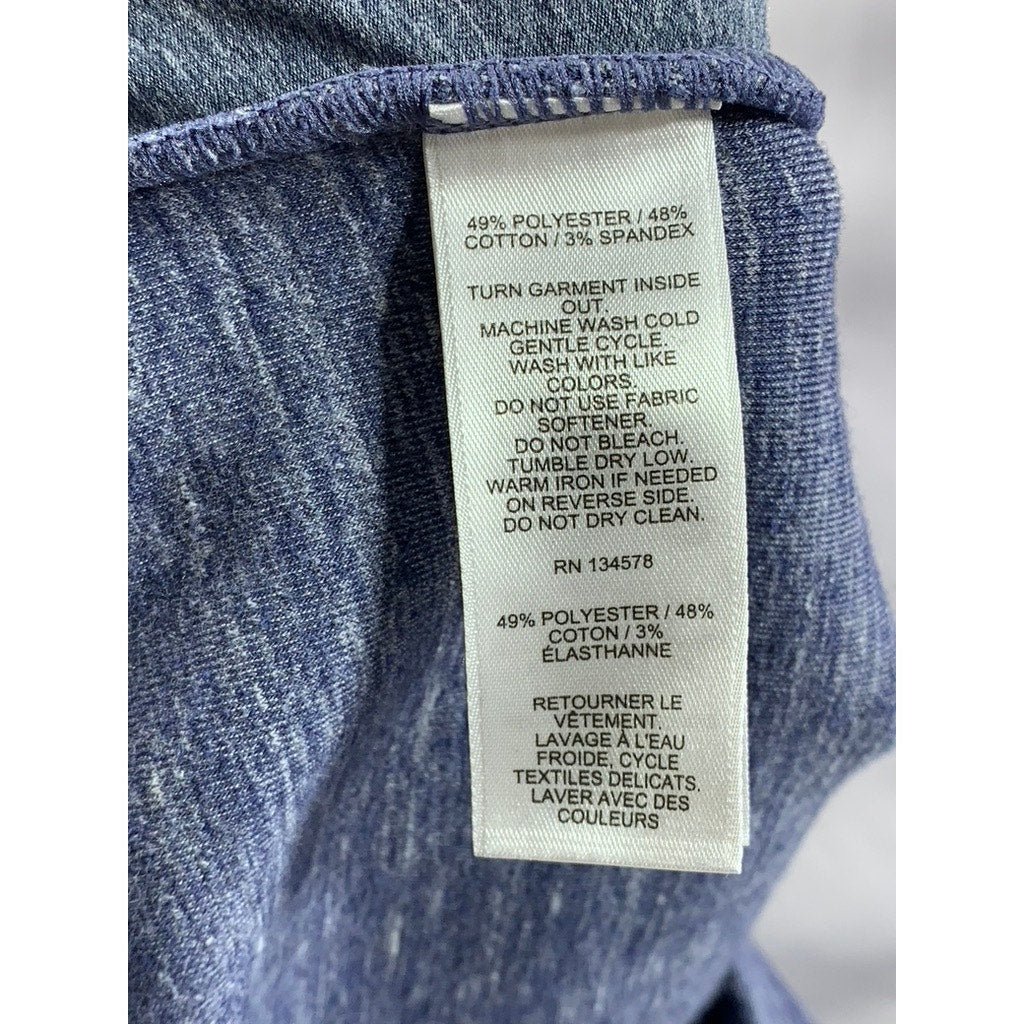 49% POLYESTER / 48%
COTTON / 3% SPANDEX
TURN GARMENT INSIDE
OUT.
MACHINE WASH COLD
GENTLE CYCLE.
WASH WITH LIKE
COLORS.
DO NOT USE FABRIC
SOFTENER.
DO NOT BLEACH.
TUMBLE DRY LOW.
WARM IRON IF NEEDED
ON REVERSE SIDE.
DO NOT DRY CLEAN.
RN 134578
49% POLYESTER / 48%
COTON / 3%
ÉLASTHANNE
RETOURNER LE
VÊTEMENT.
LAVAGE À L'EAU
FROIDE, CYCLE
TEXTILES DELICATS.
LAVER AVEC DES
COULEURS